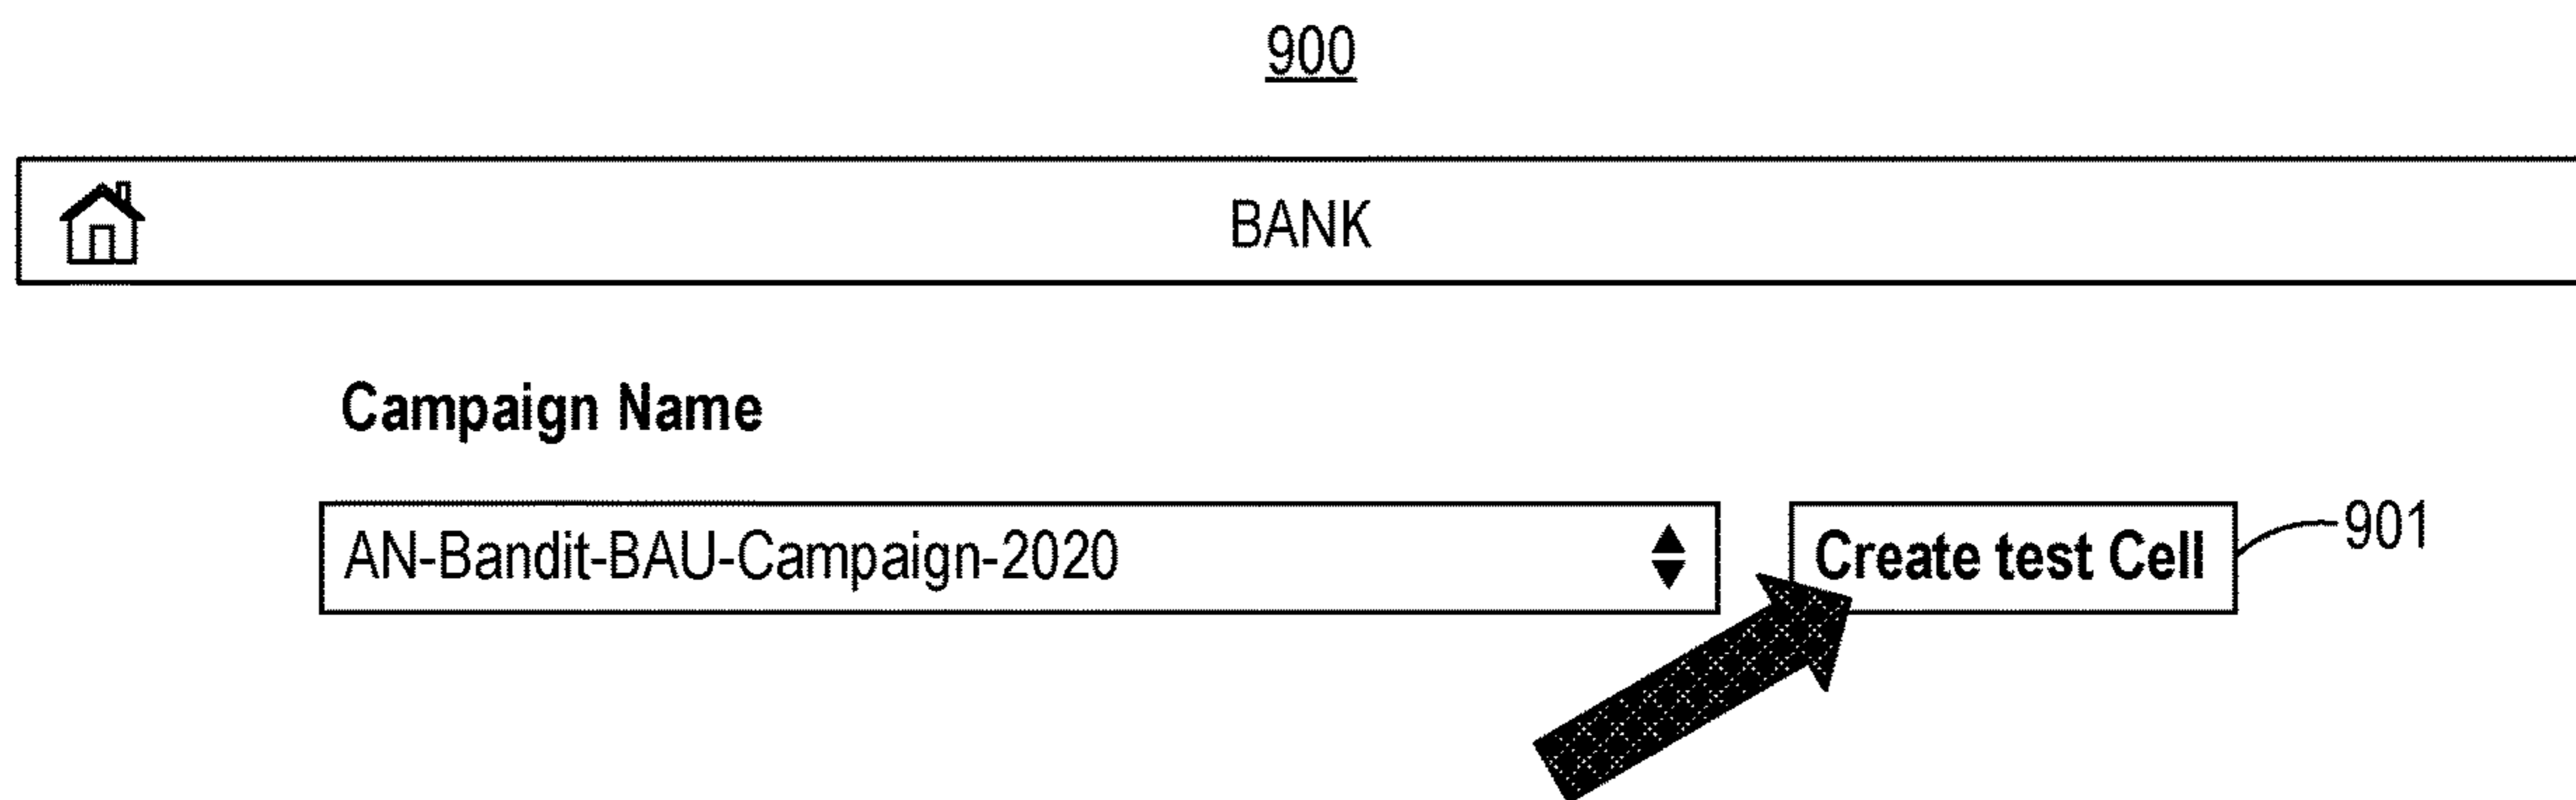 900
BANK
Campaign Name
AN-Bandit-BAU-Campaign-2020
Create test Cell
901